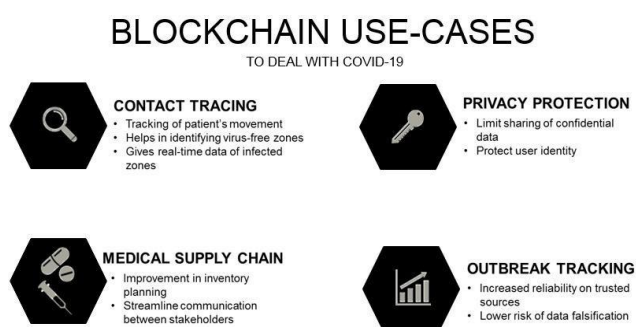 BLOCKCHAIN USE-CASES
TO DEAL WITH COVID-19
CONTACT TRACING
• Tracking of patient's movement
• Helps in identifying virus-free zones
• Gives real-time data of infected
zones
PRIVACY PROTECTION
• Limit sharing of confidential
data
• Protect user identity
MEDICAL SUPPLY CHAIN
• Improvement in inventory
planning
• Streamline communication
between stakeholders
OUTBREAK TRACKING
• Increased reliability on trusted
sources
• Lower risk of data falsification